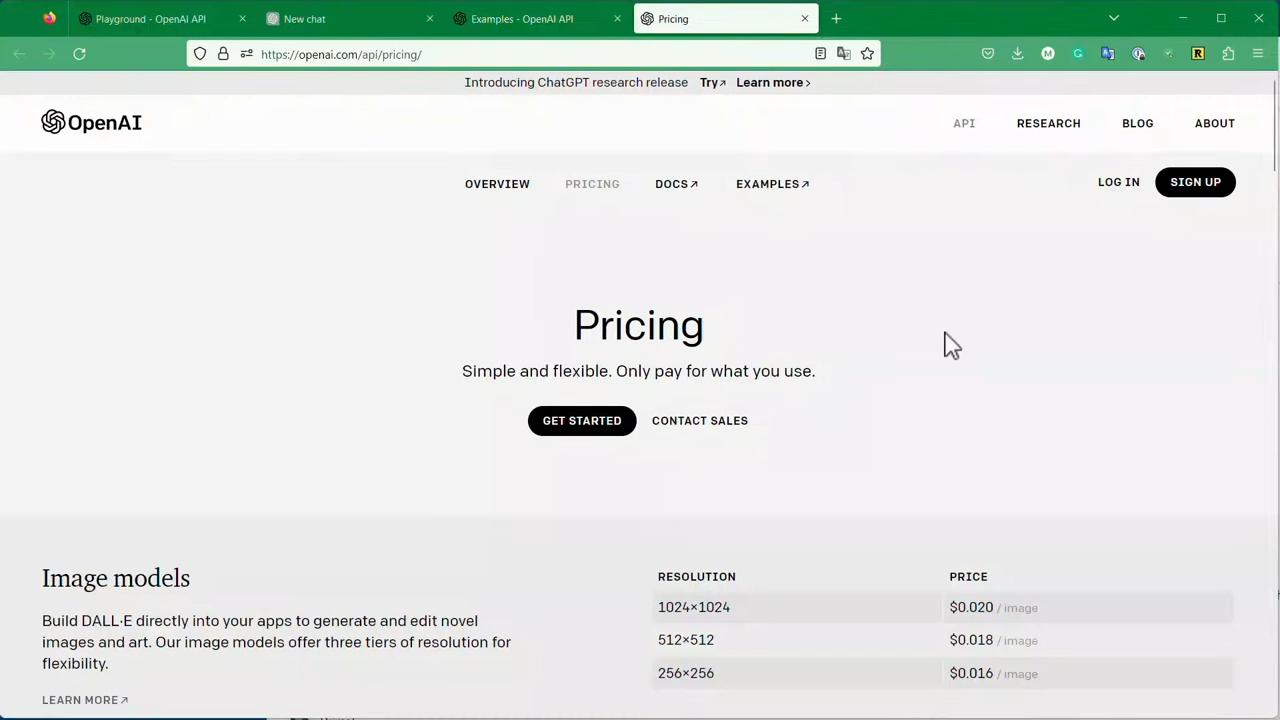 Playground - OpenAI API
New chat
Examples - OpenAI API
Pricing
https://openai.com/api/pricing/
Introducing ChatGPT research release Try↗ Learn more›
OpenAI
API RESEARCH BLOG ABOUT
OVERVIEW PRICING DOCS↗ EXAMPLES↗
LOG IN SIGN UP
Pricing
Simple and flexible. Only pay for what you use.
GET STARTED CONTACT SALES
Image models
Build DALL·E directly into your apps to generate and edit novel
images and art. Our image models offer three tiers of resolution for
flexibility.
LEARN MORE↗
RESOLUTION PRICE
1024×1024 $0.020 / image
512×512 $0.018 / image
256×256 $0.016 / image